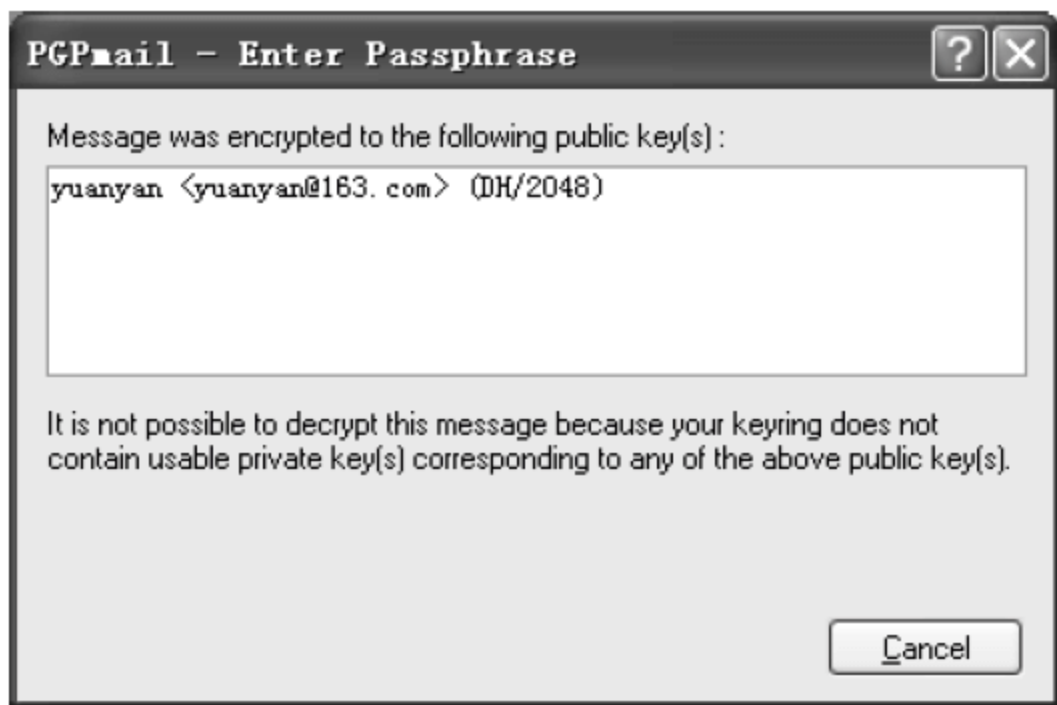 PGPmail - Enter Passphrase
Message was encrypted to the following public key(s) :
yuanyan <yuanyan@163.com> (DH/2048)
It is not possible to decrypt this message because your keyring does not
contain usable private key(s) corresponding to any of the above public key(s).
Cancel